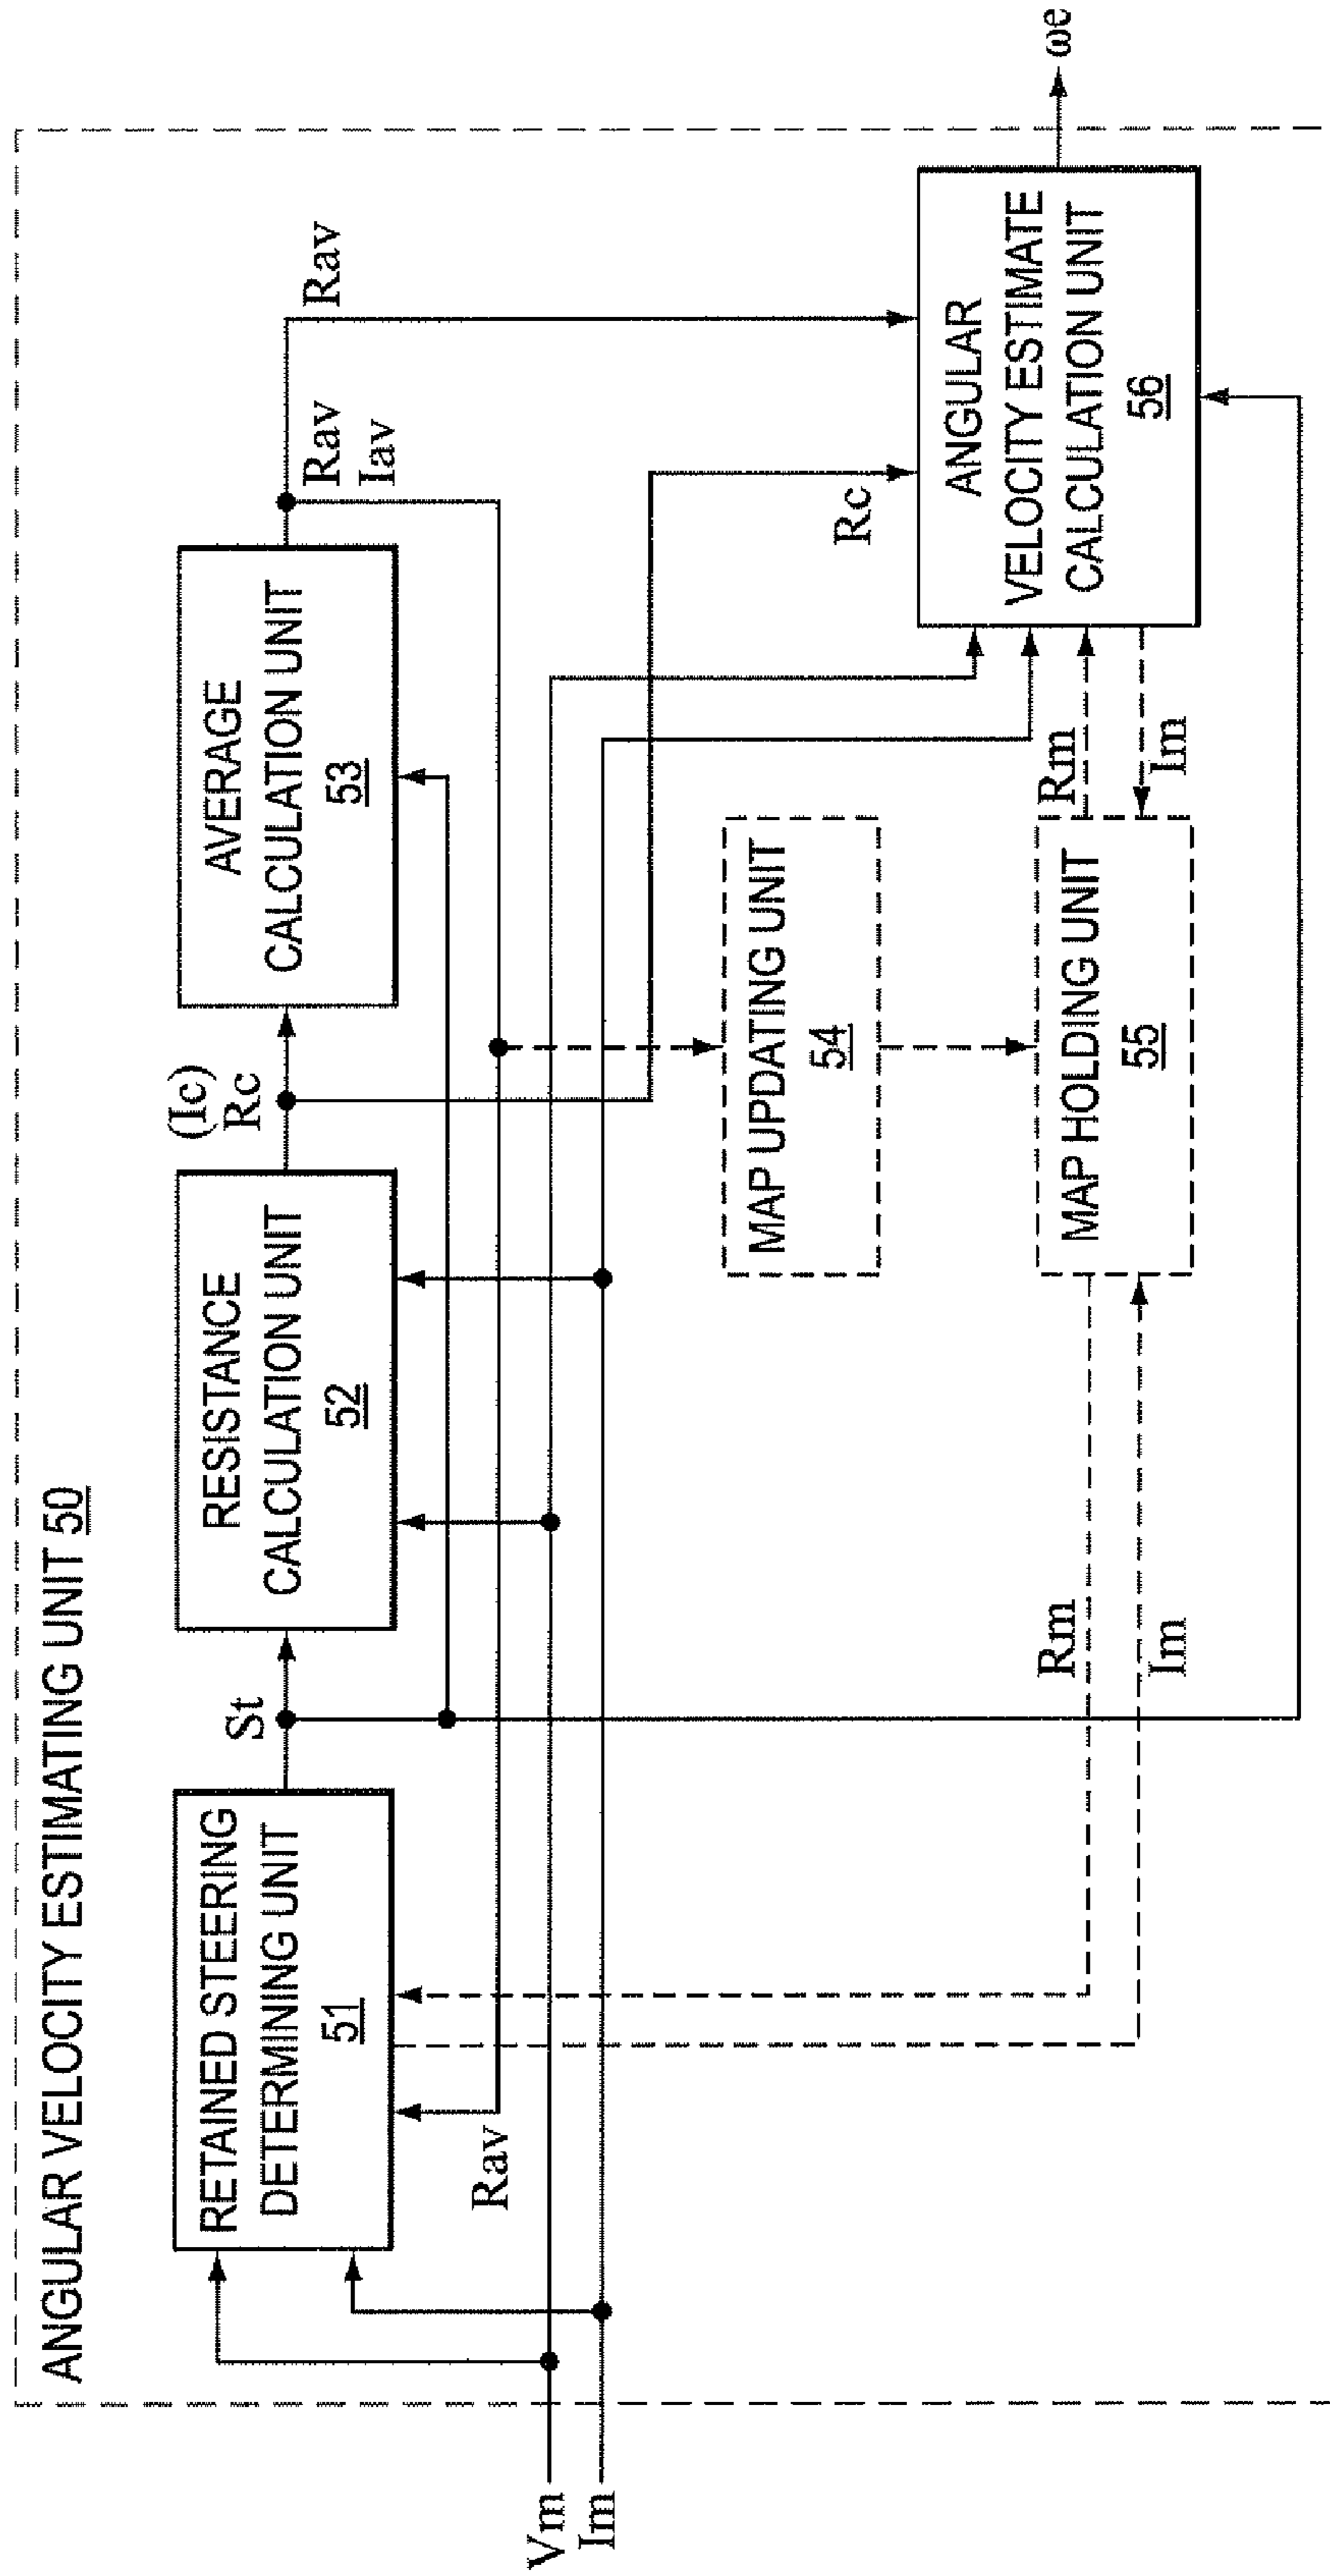 ANGULAR VELOCITY ESTIMATING UNIT 50
RETAINED STEERING
DETERMINING UNIT
51
St
RESISTANCE
CALCULATION UNIT
52
(Ic)
Rc
AVERAGE
CALCULATION UNIT
53
Rav
Iav
Rav
Rav
Vm
Im
Rc
MAP UPDATING UNIT
54
MAP HOLDING UNIT
55
Rm
Im
Rm
Im
ANGULAR
VELOCITY ESTIMATE
CALCULATION UNIT
56
ωe